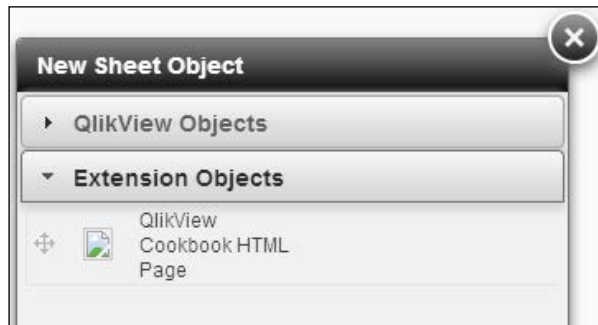 New Sheet Object
QlikView Objects
Extension Objects
QlikView
Cookbook HTML
Page